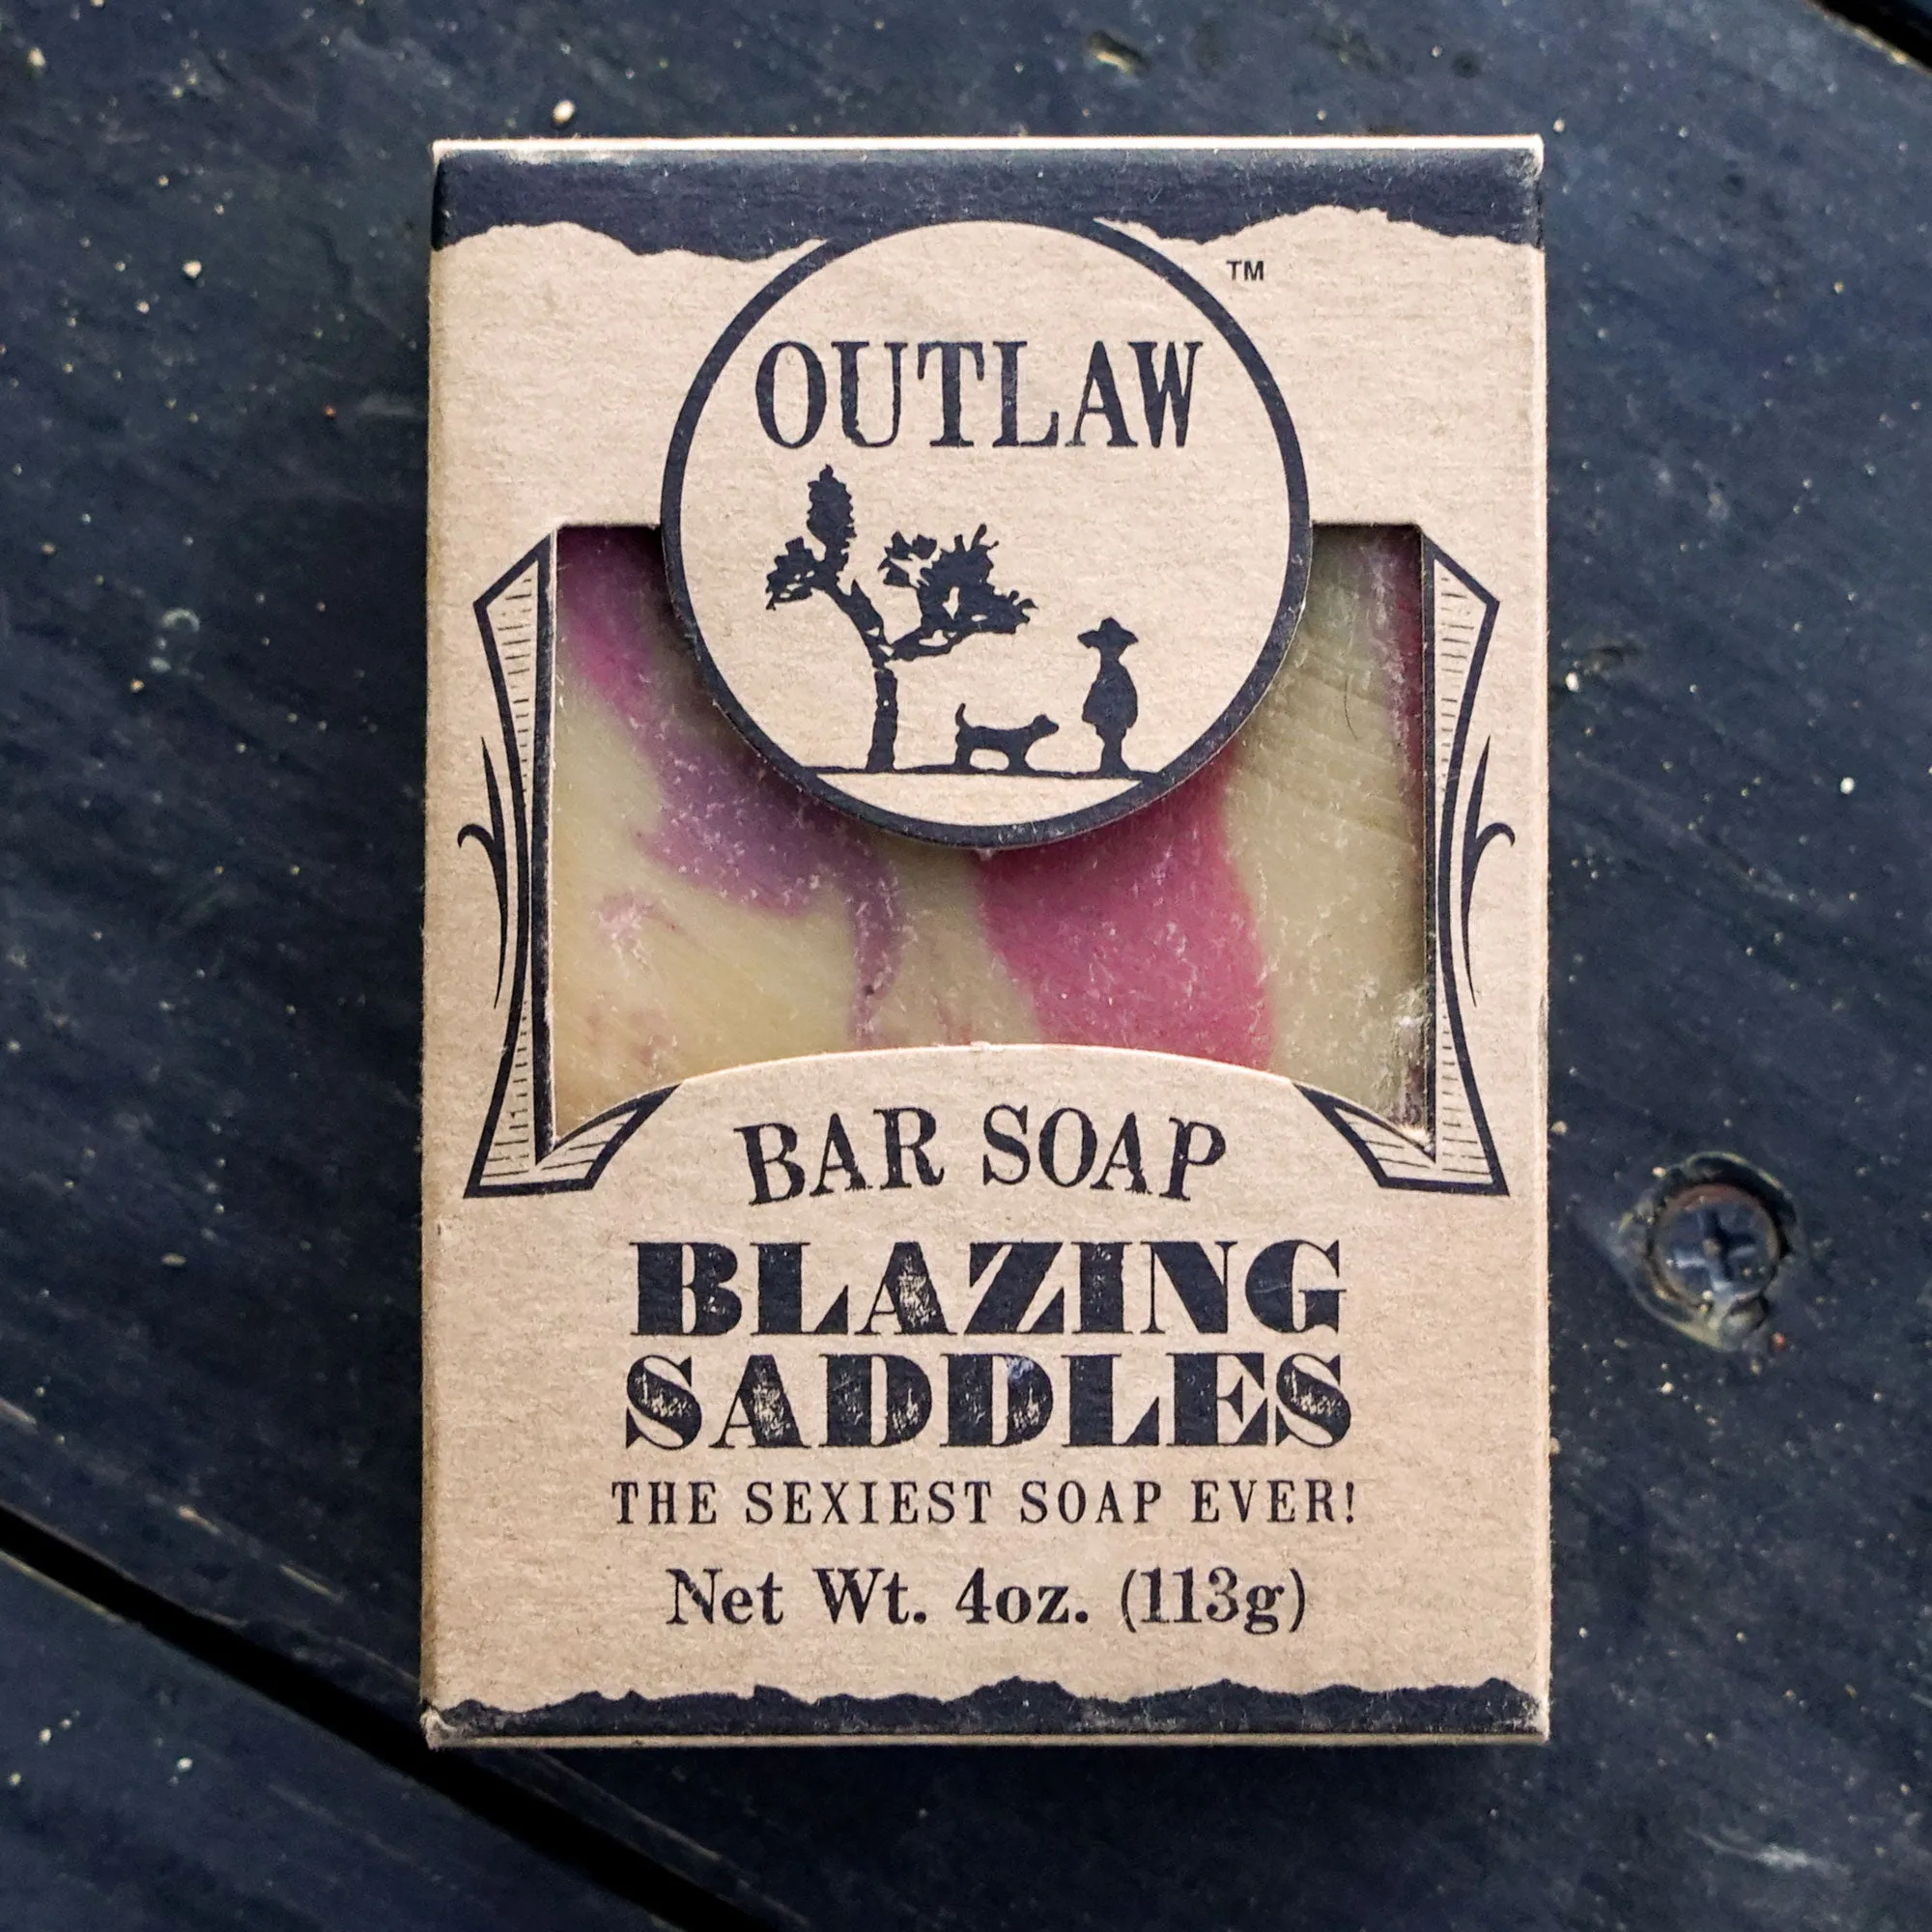 OUTLAW
TM
BAR SOAP
BLAZING
SADDLES
THE SEXIEST SOAP EVER!
Net Wt. 4oz. (113g)